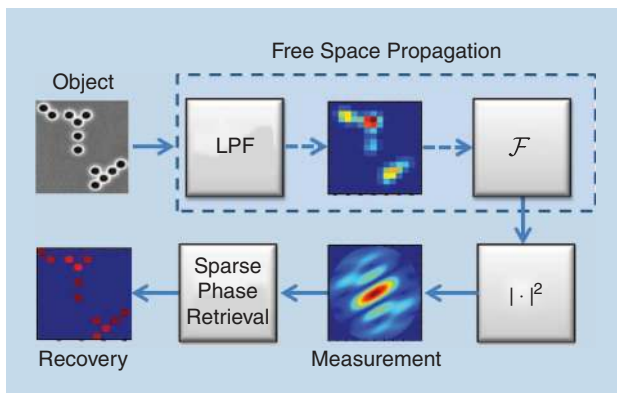 Free Space Propagation
Object
LPF
ℱ
|·|²
Sparse
Phase
Retrieval
Recovery
Measurement